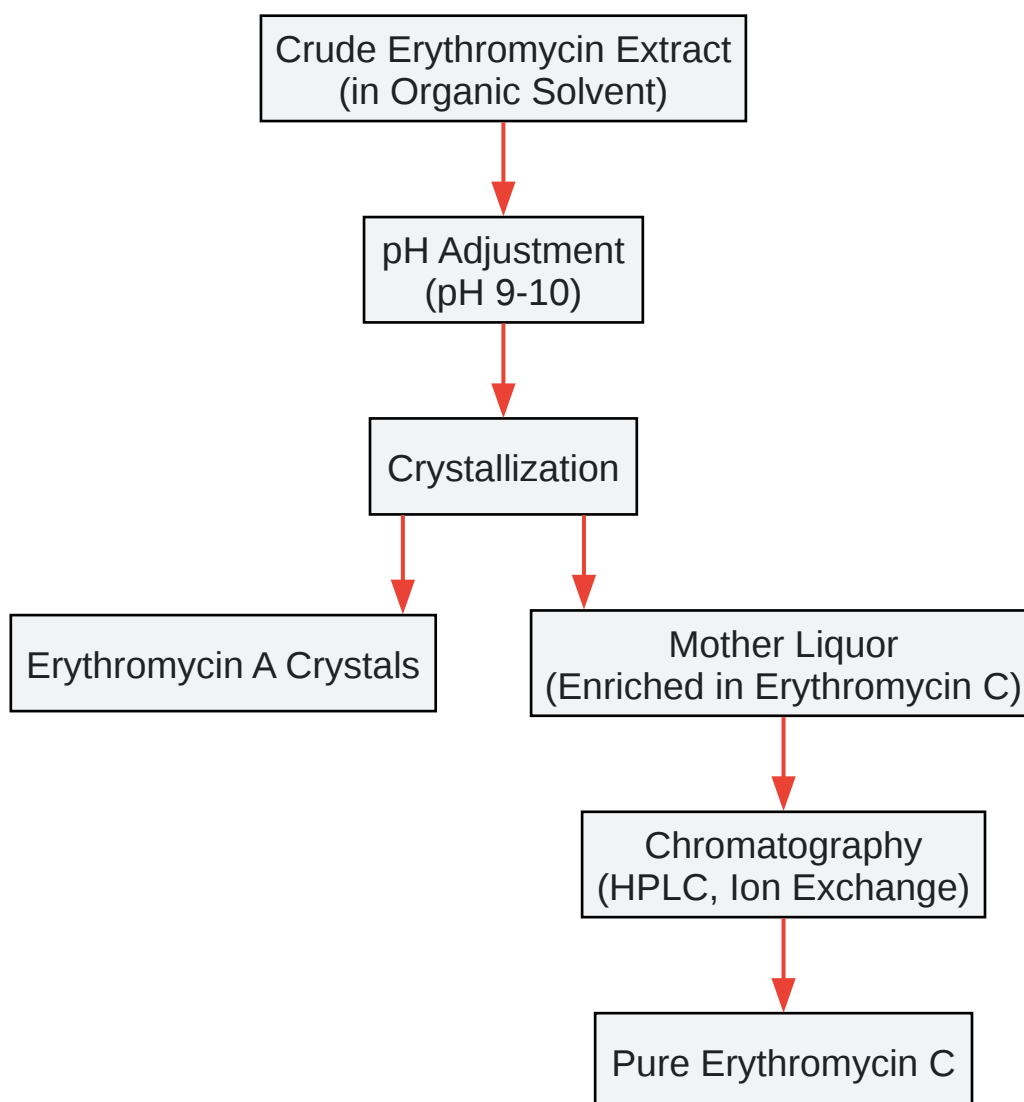 Crude Erythromycin Extract
(in Organic Solvent)
pH Adjustment
(pH 9-10)
Crystallization
Erythromycin A Crystals
Mother Liquor
(Enriched in Erythromycin C)
Chromatography
(HPLC, Ion Exchange)
Pure Erythromycin C